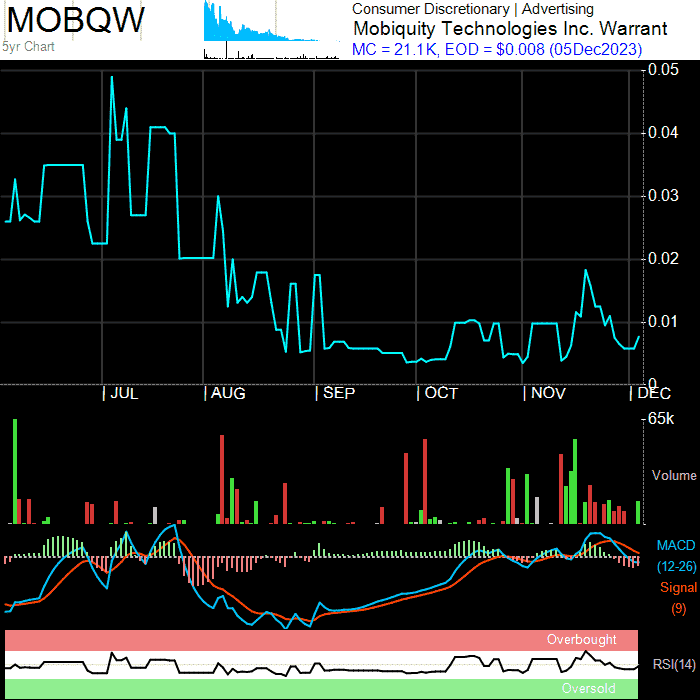 MOBQW
5yr Chart
Consumer Discretionary | Advertising
Mobiquity Technologies Inc. Warrant
MC = 21.1K, EOD = $0.008 (05Dec2023)
0.05
0.04
0.03
0.02
0.01
0
JUL AUG SEP OCT NOV DEC
65k
Volume
MACD
(12-26)
Signal
(9)
Overbought
RSI(14)
Oversold